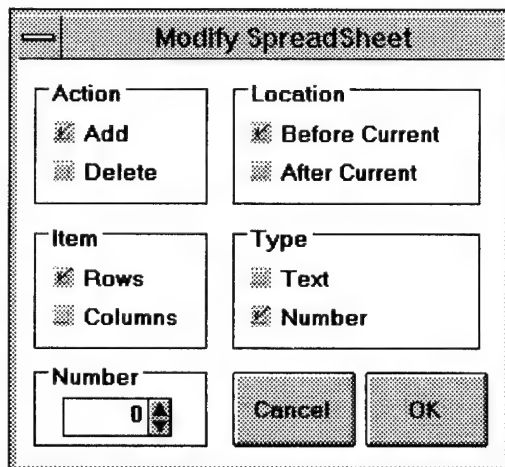 Modify SpreadSheet
Action
Add
Delete
Location
Before Current
After Current
Item
Rows
Columns
Type
Text
Number
Number
0
Cancel
OK